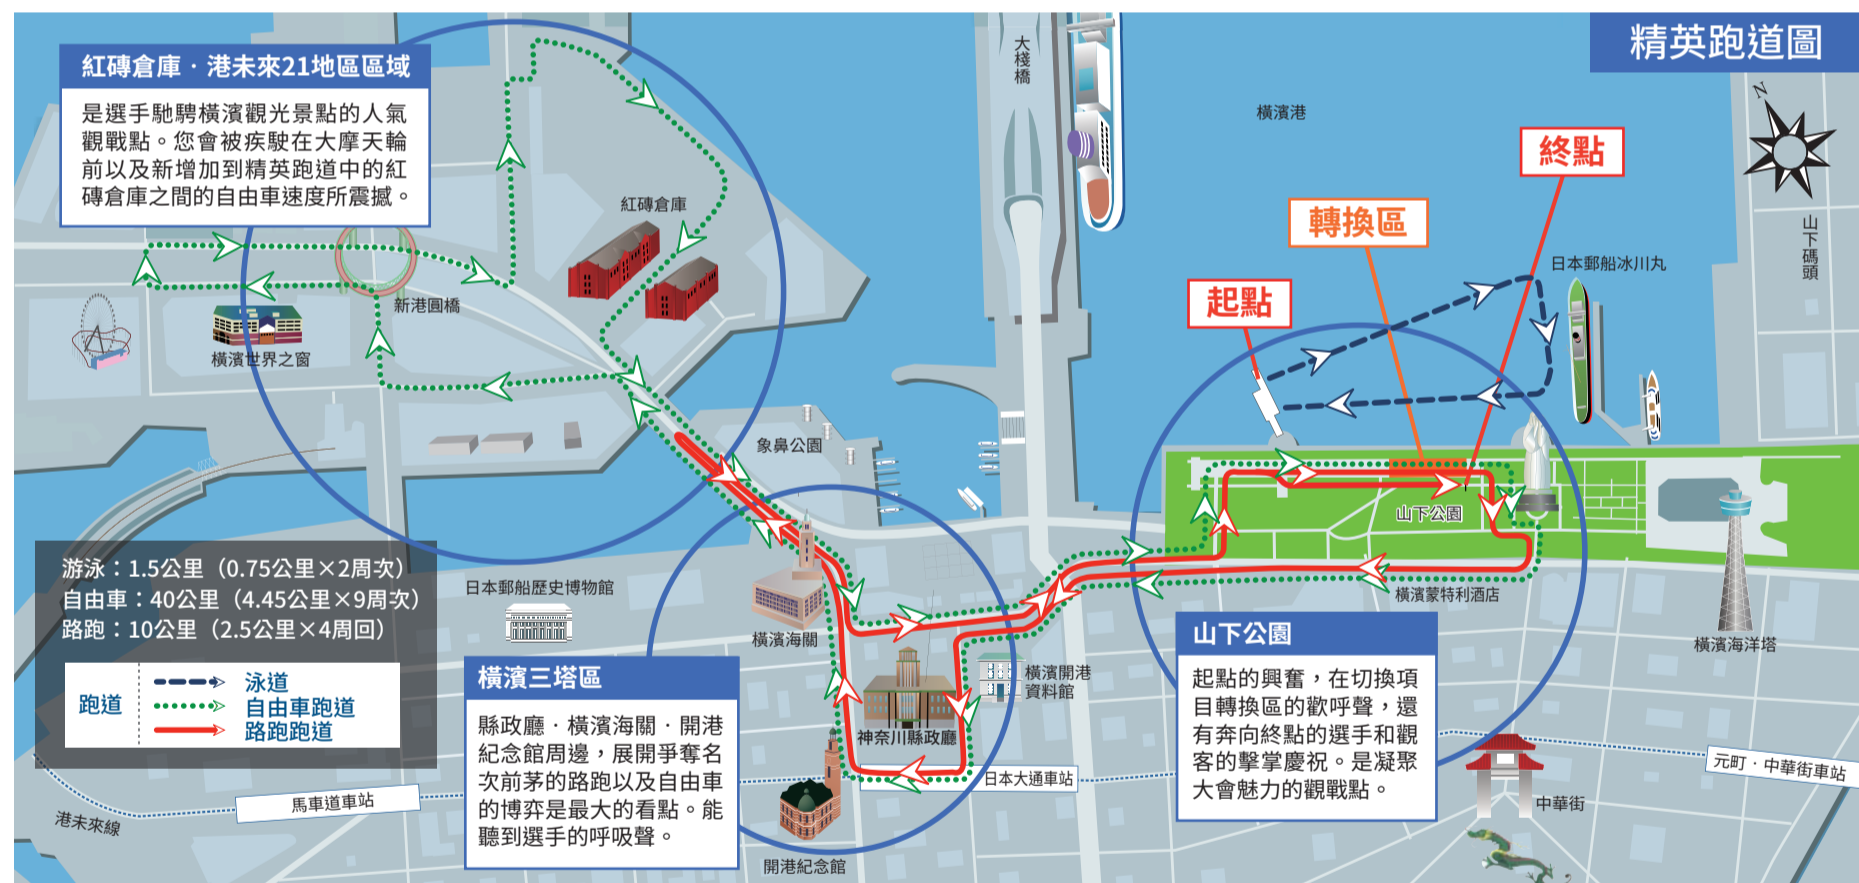 精英跑道圖
紅磚倉庫・港未來21地區區域
是選手馳騁橫濱觀光景點的人氣
觀戰點。您會被疾駛在大摩天輪
前以及新增加到精英跑道中的紅
磚倉庫之間的自由車速度所震撼。
大棧橋
橫濱港
N
終點
轉換區
起點
日本郵船冰川丸
山下碼頭
紅磚倉庫
新港圓橋
橫濱世界之窗
象鼻公園
山下公園
橫濱蒙特利酒店
橫濱海洋塔
日本郵船歷史博物館
橫濱海關
橫濱開港
資料館
神奈川縣政廳
日本大通車站
開港紀念館
馬車道車站
港未來線
元町・中華街車站
中華街
游泳：1.5公里（0.75公里×2周次）
自由車：40公里（4.45公里×9周次）
路跑：10公里（2.5公里×4周回）
跑道
泳道
自由車跑道
路跑跑道
橫濱三塔區
縣政廳・橫濱海關・開港
紀念館周邊，展開爭奪名
次前茅的路跑以及自由車
的博弈是最大的看點。能
聽到選手的呼吸聲。
山下公園
起點的興奮，在切換項
目轉換區的歡呼聲，還
有奔向終點的選手和觀
客的擊掌慶祝。是凝聚
大會魅力的觀戰點。